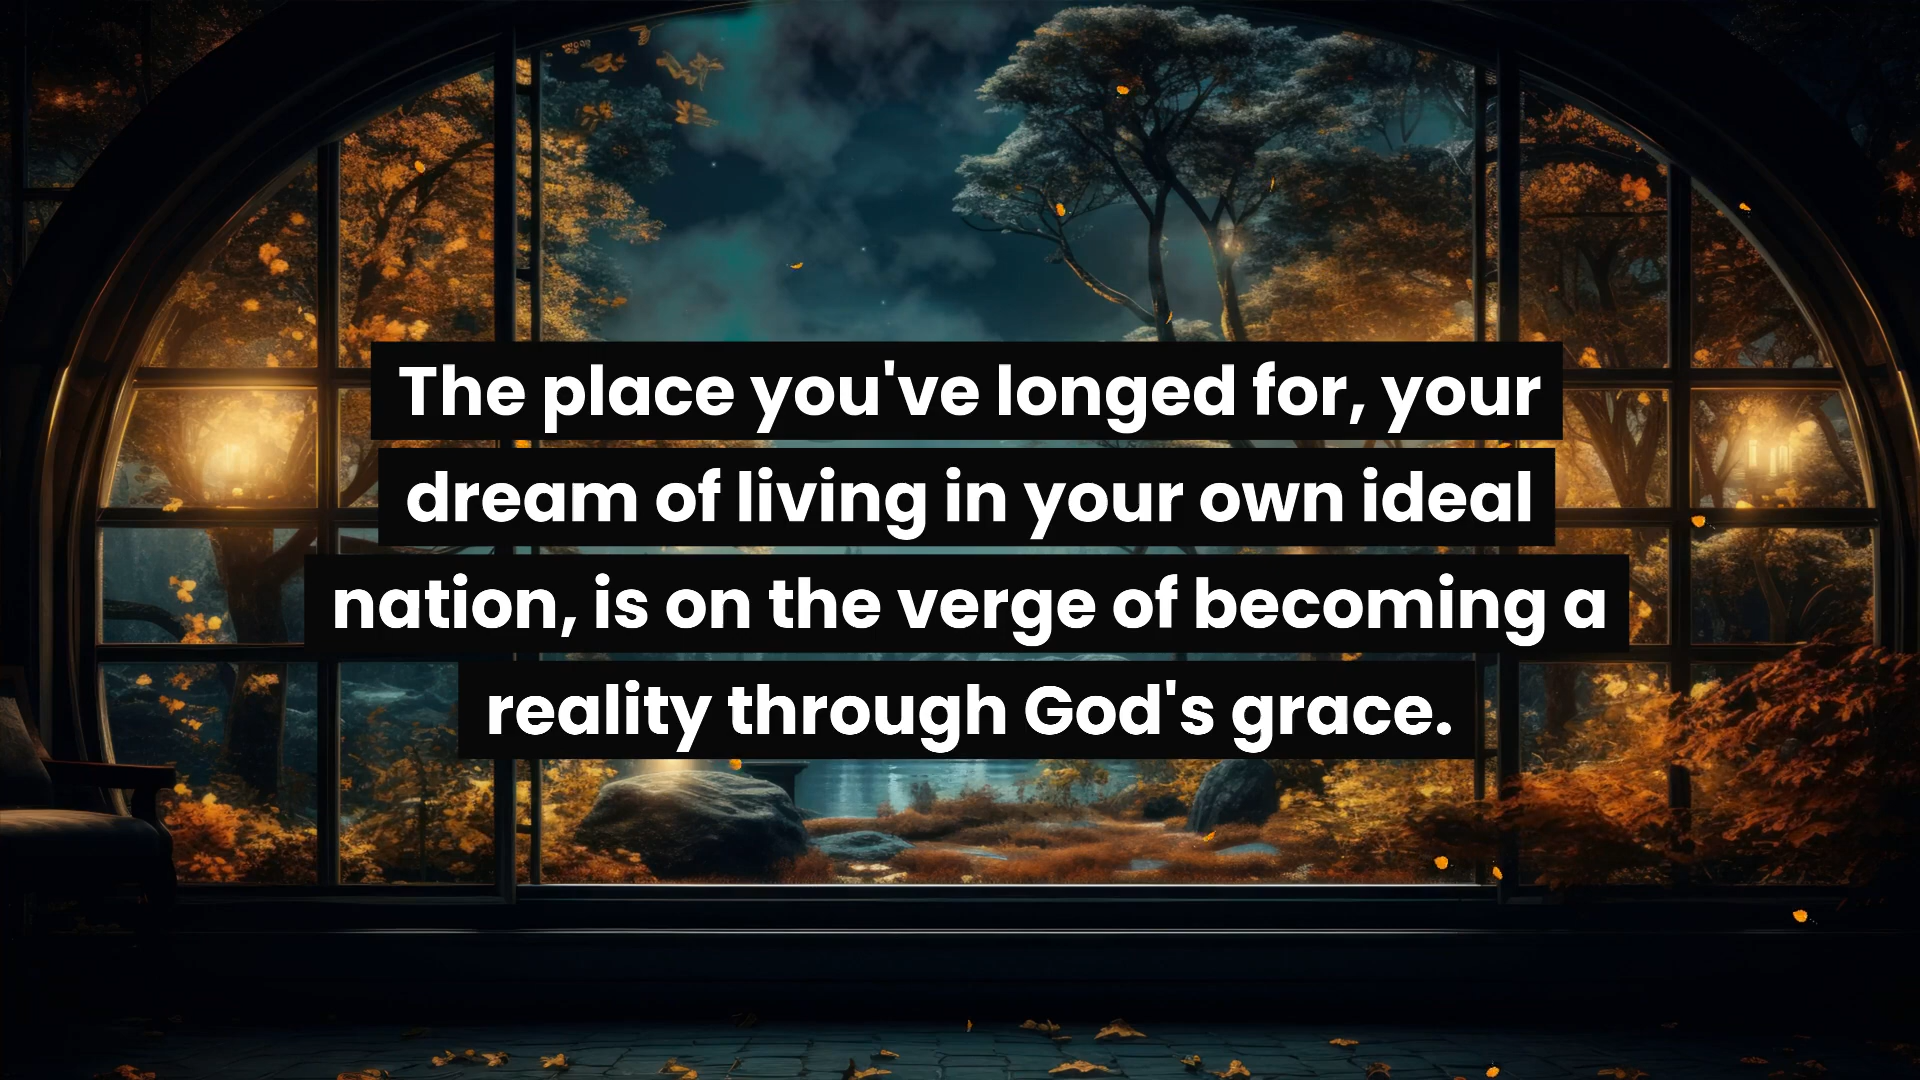 The place you've longed for, your
dream of living in your own ideal
nation, is on the verge of becoming a
reality through God's grace.